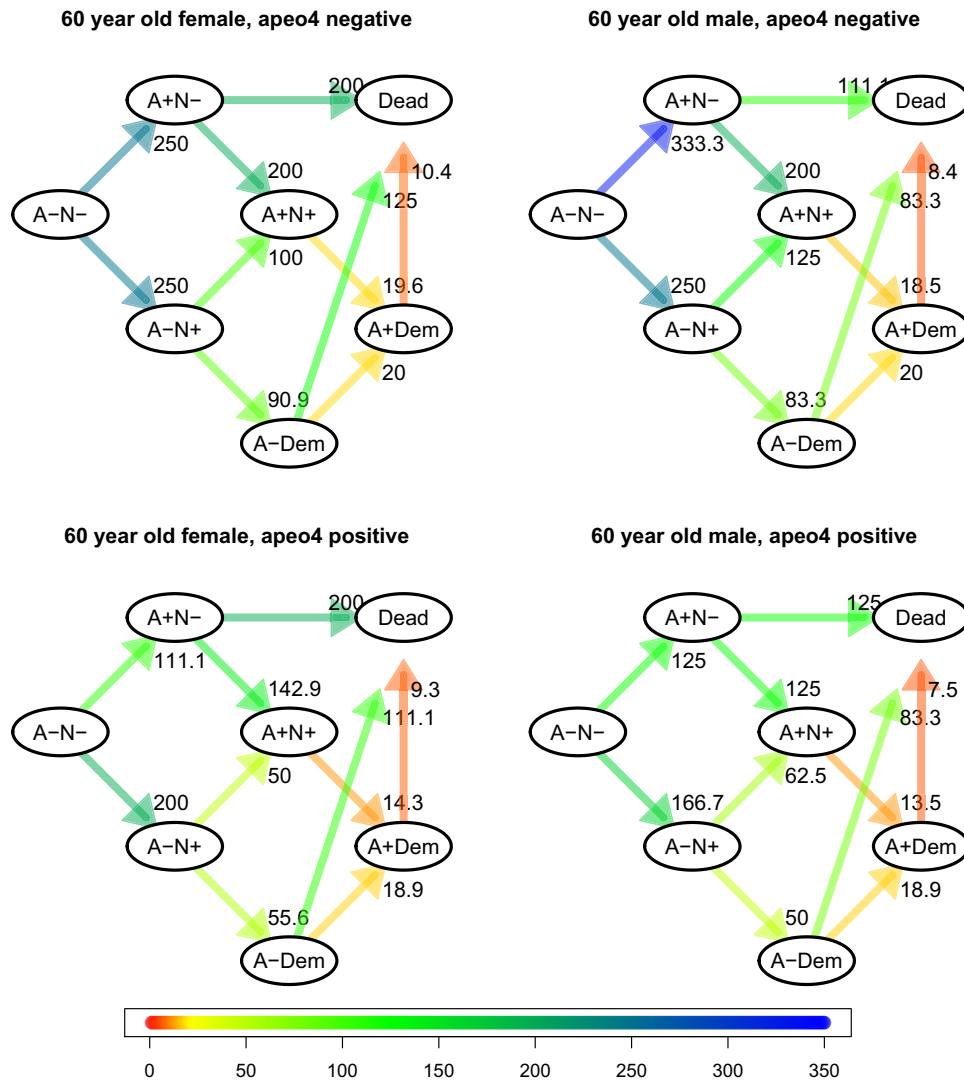 60 year old female, apeo4 negative
A+N−
200
Dead
250
10.4
200
125
A−N−
A+N+
100
250
19.6
A−N+
A+Dem
20
90.9
A−Dem
60 year old male, apeo4 negative
A+N−
111.1
Dead
333.3
8.4
200
83.3
A−N−
A+N+
125
250
18.5
A−N+
A+Dem
20
83.3
A−Dem
60 year old female, apeo4 positive
A+N−
200
Dead
111.1
9.3
142.9
111.1
A−N−
A+N+
50
200
14.3
A−N+
A+Dem
18.9
55.6
A−Dem
60 year old male, apeo4 positive
A+N−
125
Dead
125
7.5
125
83.3
A−N−
A+N+
62.5
166.7
13.5
A−N+
A+Dem
18.9
50
A−Dem
0 50 100 150 200 250 300 350